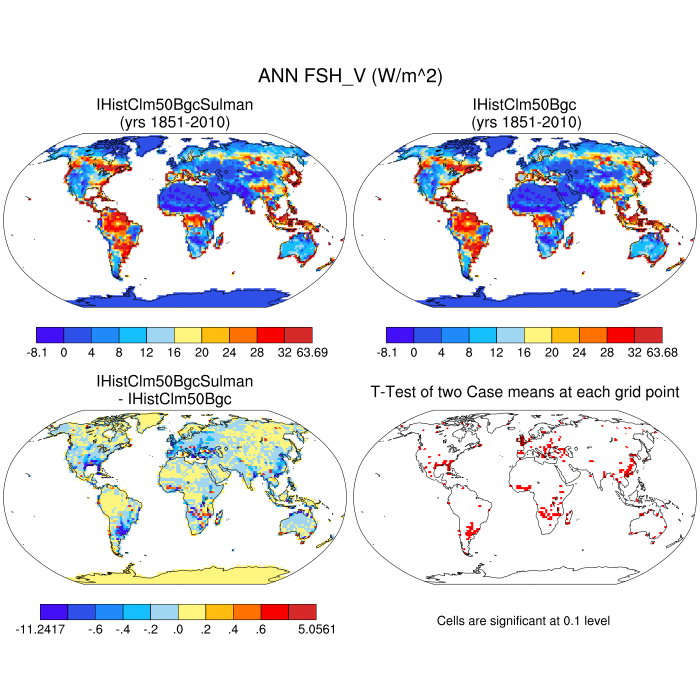 ANN FSH_V (W/m^2)
IHistClm50BgcSulman
(yrs 1851-2010)
IHistClm50Bgc
(yrs 1851-2010)
-8.1 0 4 8 12 16 20 24 28 32 63.69
-8.1 0 4 8 12 16 20 24 28 32 63.68
IHistClm50BgcSulman
- IHistClm50Bgc
T-Test of two Case means at each grid point
-11.2417 -.6 -.4 -.2 .0 .2 .4 .6 5.0561
Cells are significant at 0.1 level